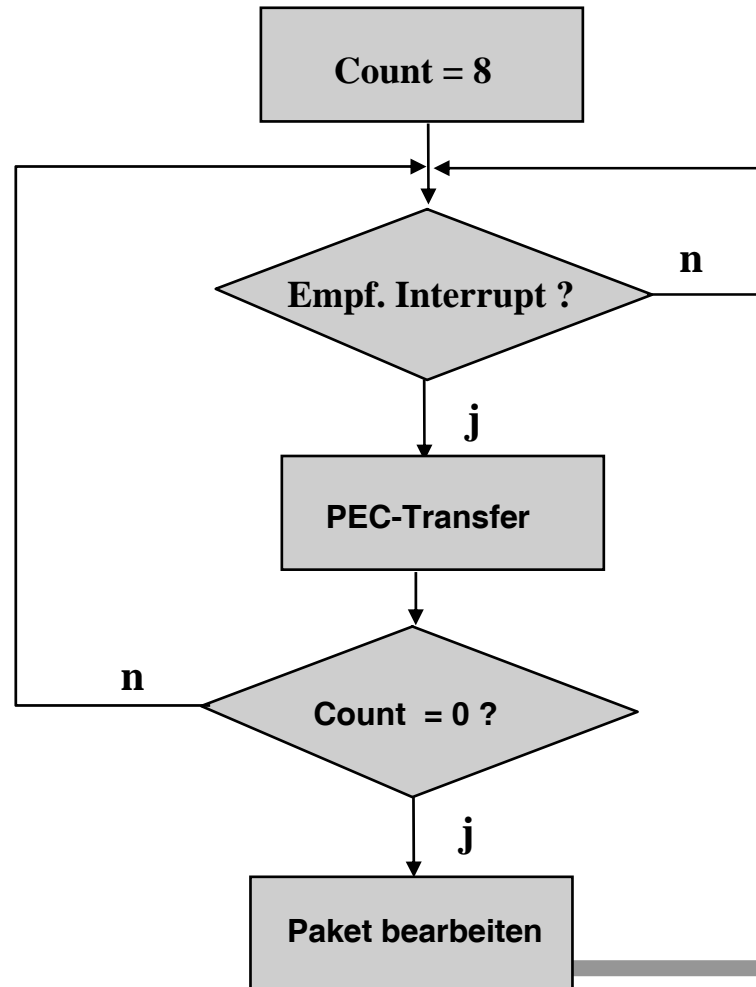 Count = 8
n
Empf. Interrupt ?
j
PEC-Transfer
n
Count = 0 ?
j
Paket bearbeiten